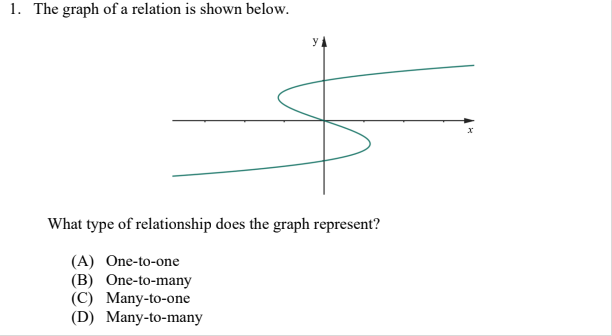 1. The graph of a relation is shown below.
y
x
What type of relationship does the graph represent?
(A) One-to-one
(B) One-to-many
(C) Many-to-one
(D) Many-to-many